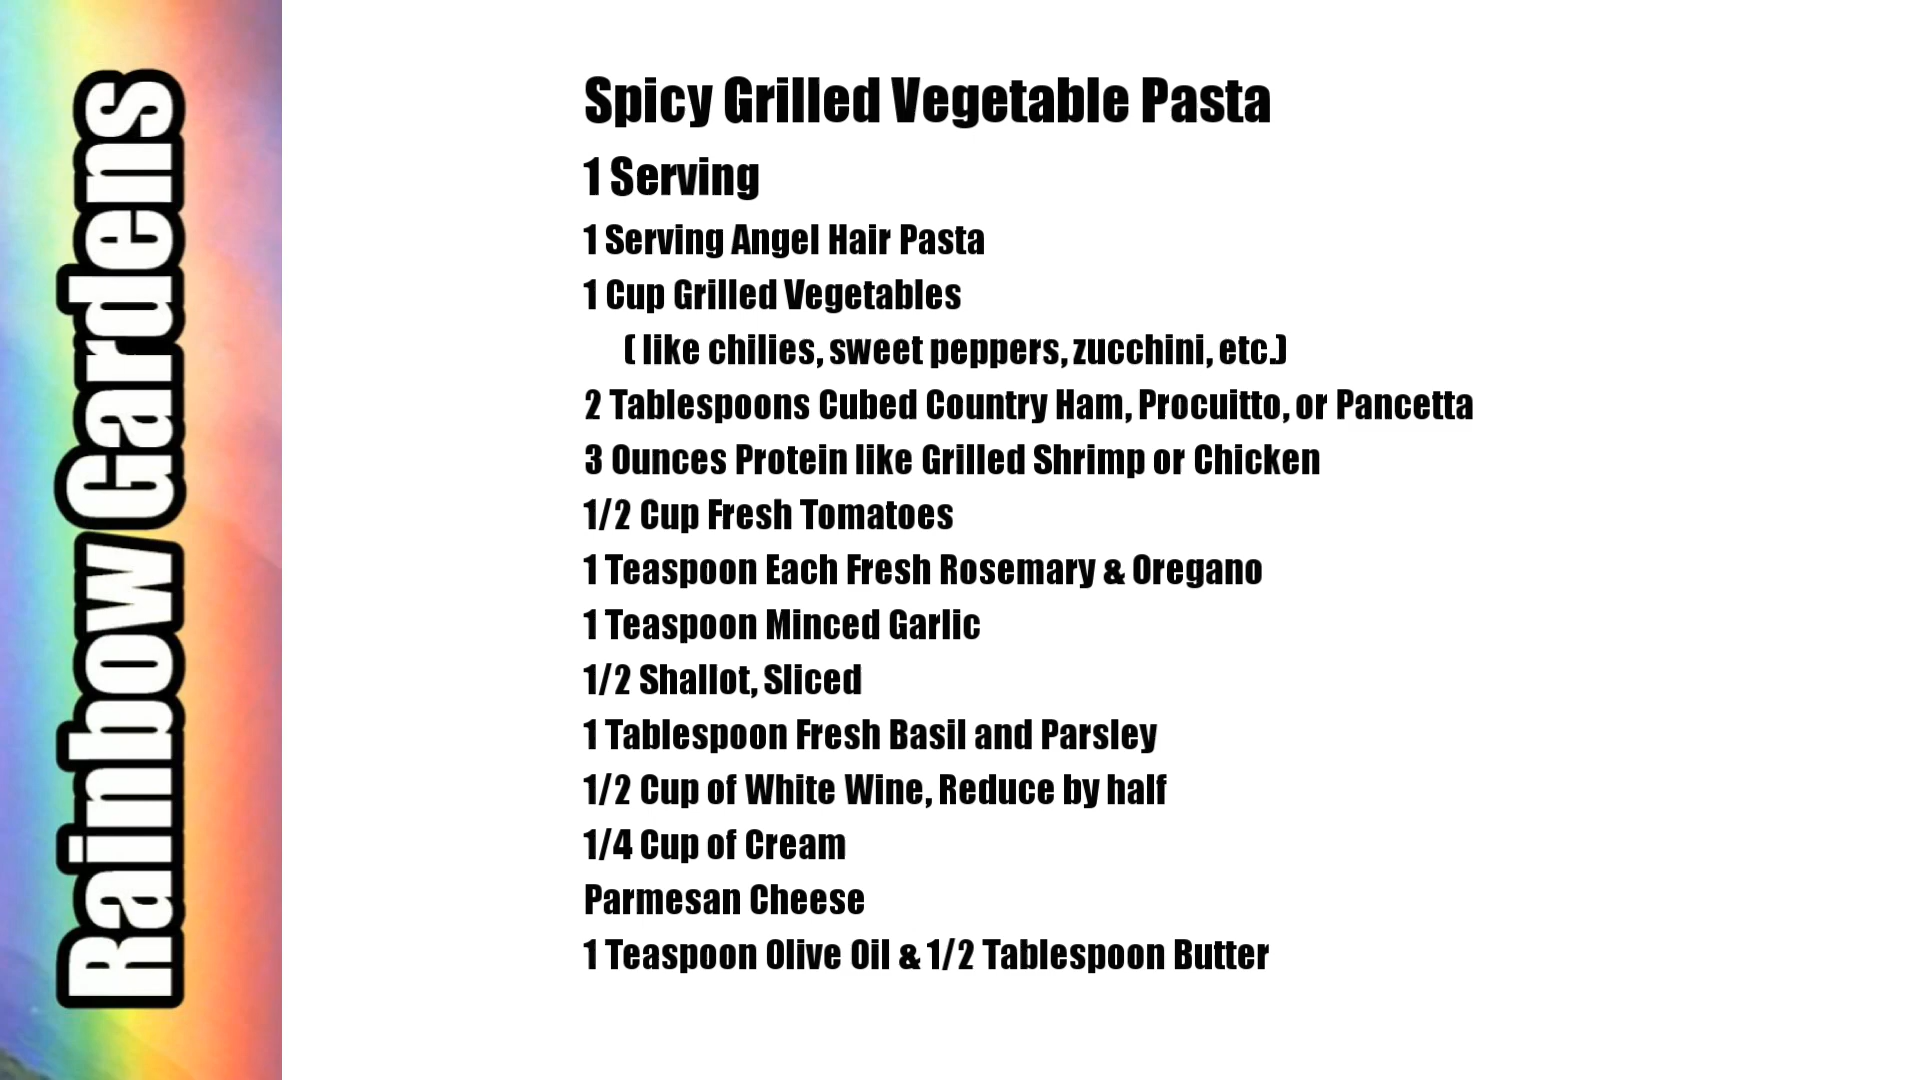 Rainbow Gardens
Spicy Grilled Vegetable Pasta
1 Serving
1 Serving Angel Hair Pasta
1 Cup Grilled Vegetables
( like chilies, sweet peppers, zucchini, etc.)
2 Tablespoons Cubed Country Ham, Procuitto, or Pancetta
3 Ounces Protein like Grilled Shrimp or Chicken
1/2 Cup Fresh Tomatoes
1 Teaspoon Each Fresh Rosemary & Oregano
1 Teaspoon Minced Garlic
1/2 Shallot, Sliced
1 Tablespoon Fresh Basil and Parsley
1/2 Cup of White Wine, Reduce by half
1/4 Cup of Cream
Parmesan Cheese
1 Teaspoon Olive Oil & 1/2 Tablespoon Butter